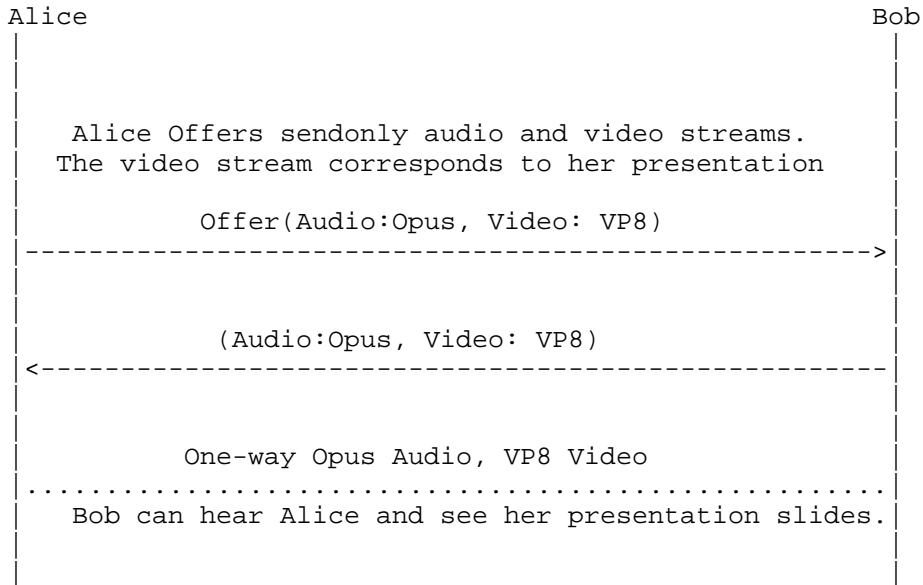 Alice Bob
Alice Offers sendonly audio and video streams.
The video stream corresponds to her presentation
Offer(Audio:Opus, Video: VP8)
(Audio:Opus, Video: VP8)
One-way Opus Audio, VP8 Video
Bob can hear Alice and see her presentation slides.